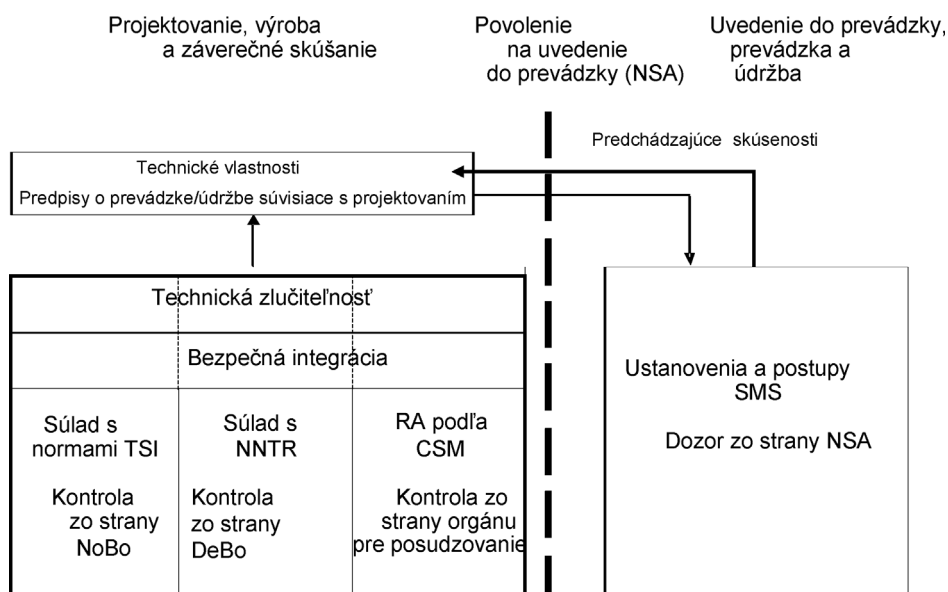 Projektovanie, výroba
a záverečné skúšanie
Povolenie
na uvedenie
do prevádzky (NSA)
Uvedenie do prevádzky,
prevádzka a
údržba
Predchádzajúce skúsenosti
Technické vlastnosti
Predpisy o prevádzke/údržbe súvisiace s projektovaním
Technická zlučiteľnosť
Bezpečná integrácia
Súlad s
normami TSI
Kontrola
zo strany
NoBo
Súlad s
NNTR
Kontrola
zo strany
DeBo
RA podľa
CSM
Kontrola zo
strany orgánu
pre posudzovanie
Ustanovenia a postupy
SMS
Dozor zo strany NSA